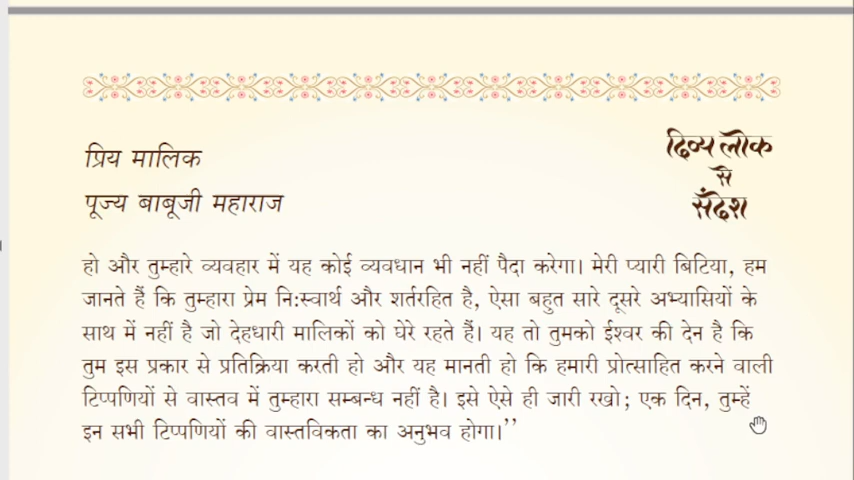 प्रिय मालिक
पूज्य बाबूजी महाराज
दिव्य लोक
से
संदेश
हो और तुम्हारे व्यवहार में यह कोई व्यवधान भी नहीं पैदा करेगा। मेरी प्यारी बिटिया, हम
जानते हैं कि तुम्हारा प्रेम नि:स्वार्थ और शर्तरहित है, ऐसा बहुत सारे दूसरे अभ्यासियों के
साथ में नहीं है जो देहधारी मालिकों को घेरे रहते हैं। यह तो तुमको ईश्वर की देन है कि
तुम इस प्रकार से प्रतिक्रिया करती हो और यह मानती हो कि हमारी प्रोत्साहित करने वाली
टिप्पणियों से वास्तव में तुम्हारा सम्बन्ध नहीं है। इसे ऐसे ही जारी रखो; एक दिन, तुम्हें
इन सभी टिप्पणियों की वास्तविकता का अनुभव होगा।’’